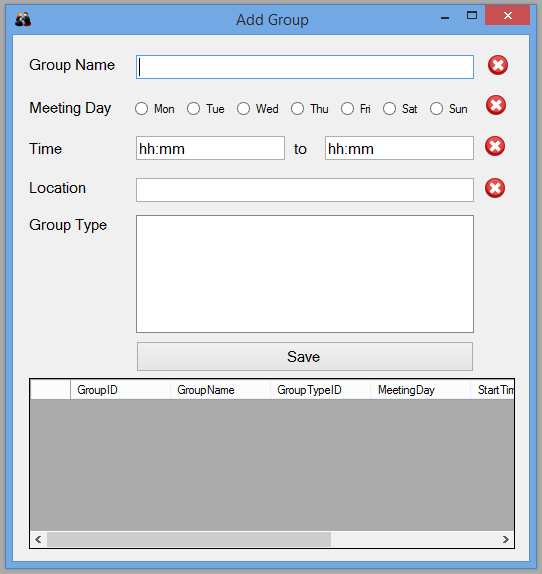 Add Group
Group Name
Meeting Day Mon Tue Wed Thu Fri Sat Sun
Time hh:mm to hh:mm
Location
Group Type
Save
GroupID GroupName GroupTypeID MeetingDay StartTim